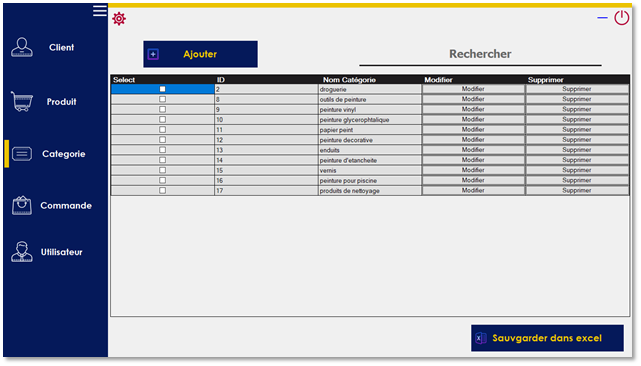 Client
Produit
Categorie
Commande
Utilisateur
Ajouter
Rechercher
Select ID Nom Catégorie Modifier Supprimer
2 droguerie Modifier Supprimer
8 outils de peinture Modifier Supprimer
9 peinture vinyl Modifier Supprimer
10 peinture glycerophtalique Modifier Supprimer
11 papier peint Modifier Supprimer
12 peinture decorative Modifier Supprimer
13 enduits Modifier Supprimer
14 peinture d'etancheite Modifier Supprimer
15 vernis Modifier Supprimer
16 peinture pour piscine Modifier Supprimer
17 produits de nettoyage Modifier Supprimer
Sauvgarder dans excel